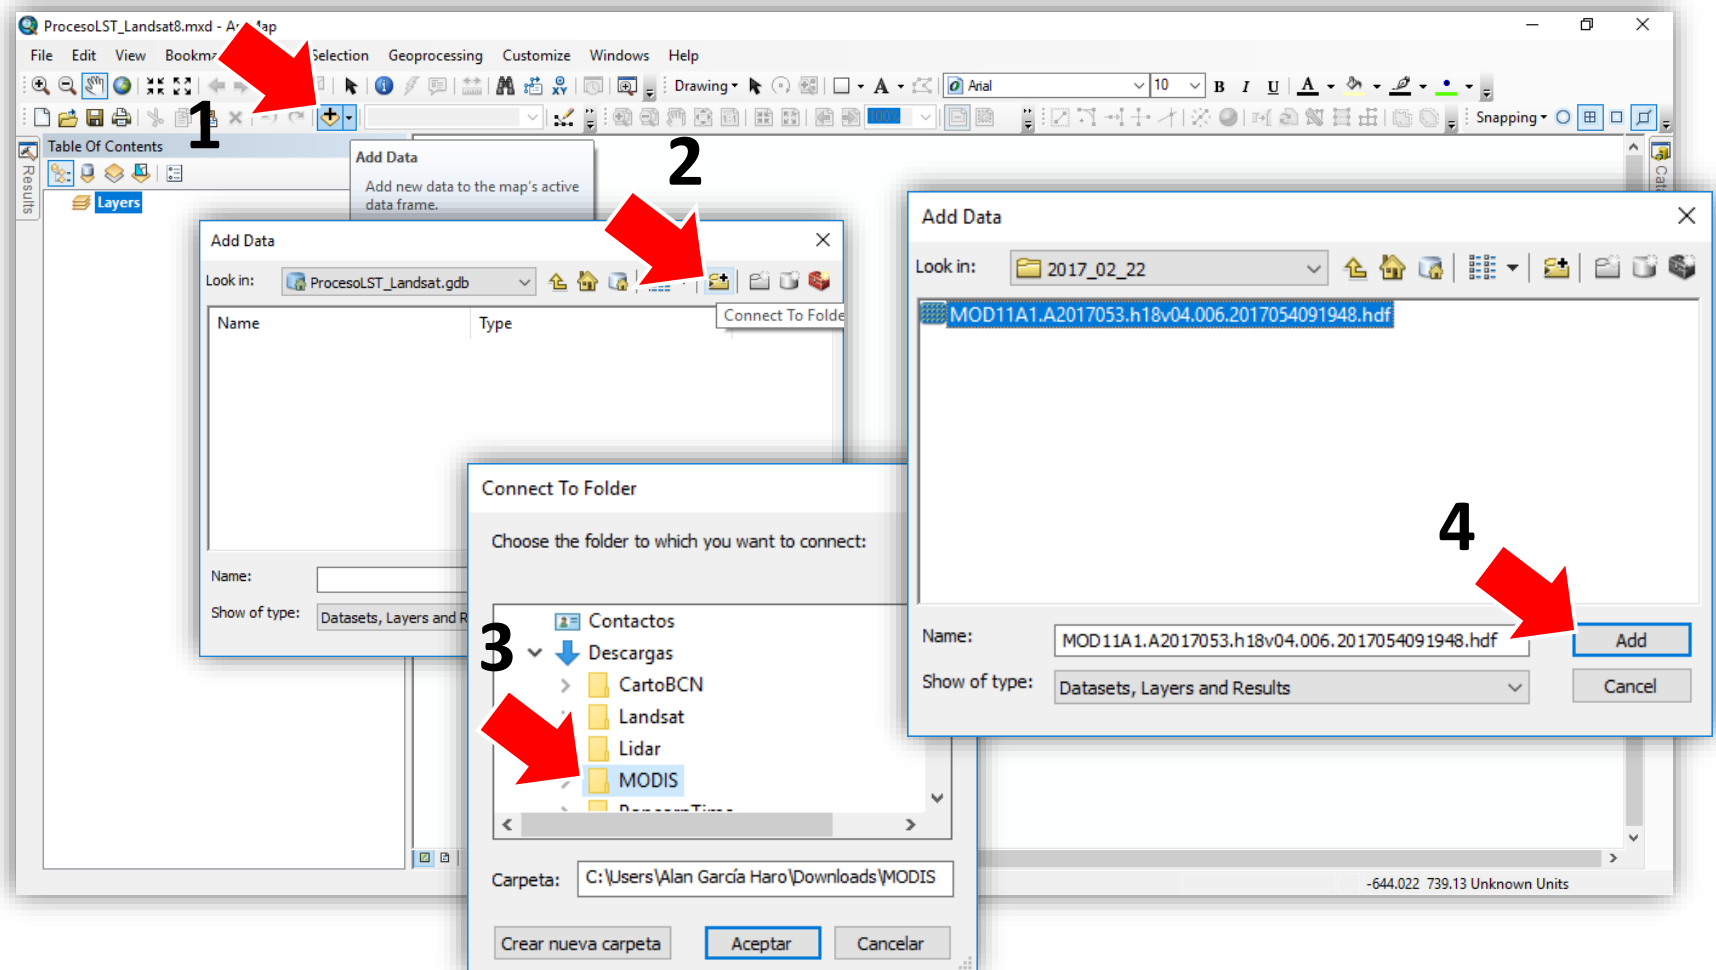 ProcesoLST_Landsat8.mxd - ArcMap
File Edit View Bookma Selection Geoprocessing Customize Windows Help
Drawing A Arial 10 B I U A
1
100%
Snapping
Table Of Contents
Results
Layers
Add Data
Add new data to the map's active
data frame.
2
Cat
Add Data
Look in: ProcesoLST_Landsat.gdb
Connect To Folde
Name Type
Name:
Show of type: Datasets, Layers and R
Connect To Folder
Choose the folder to which you want to connect:
3
Contactos
Descargas
CartoBCN
Landsat
Lidar
MODIS
PopcornTime
Carpeta: C:\Users\Alan García Haro\Downloads\MODIS
Crear nueva carpeta Aceptar Cancelar
Add Data
Look in: 2017_02_22
MOD11A1.A2017053.h18v04.006.2017054091948.hdf
4
Name: MOD11A1.A2017053.h18v04.006.2017054091948.hdf Add
Show of type: Datasets, Layers and Results Cancel
-644.022 739.13 Unknown Units